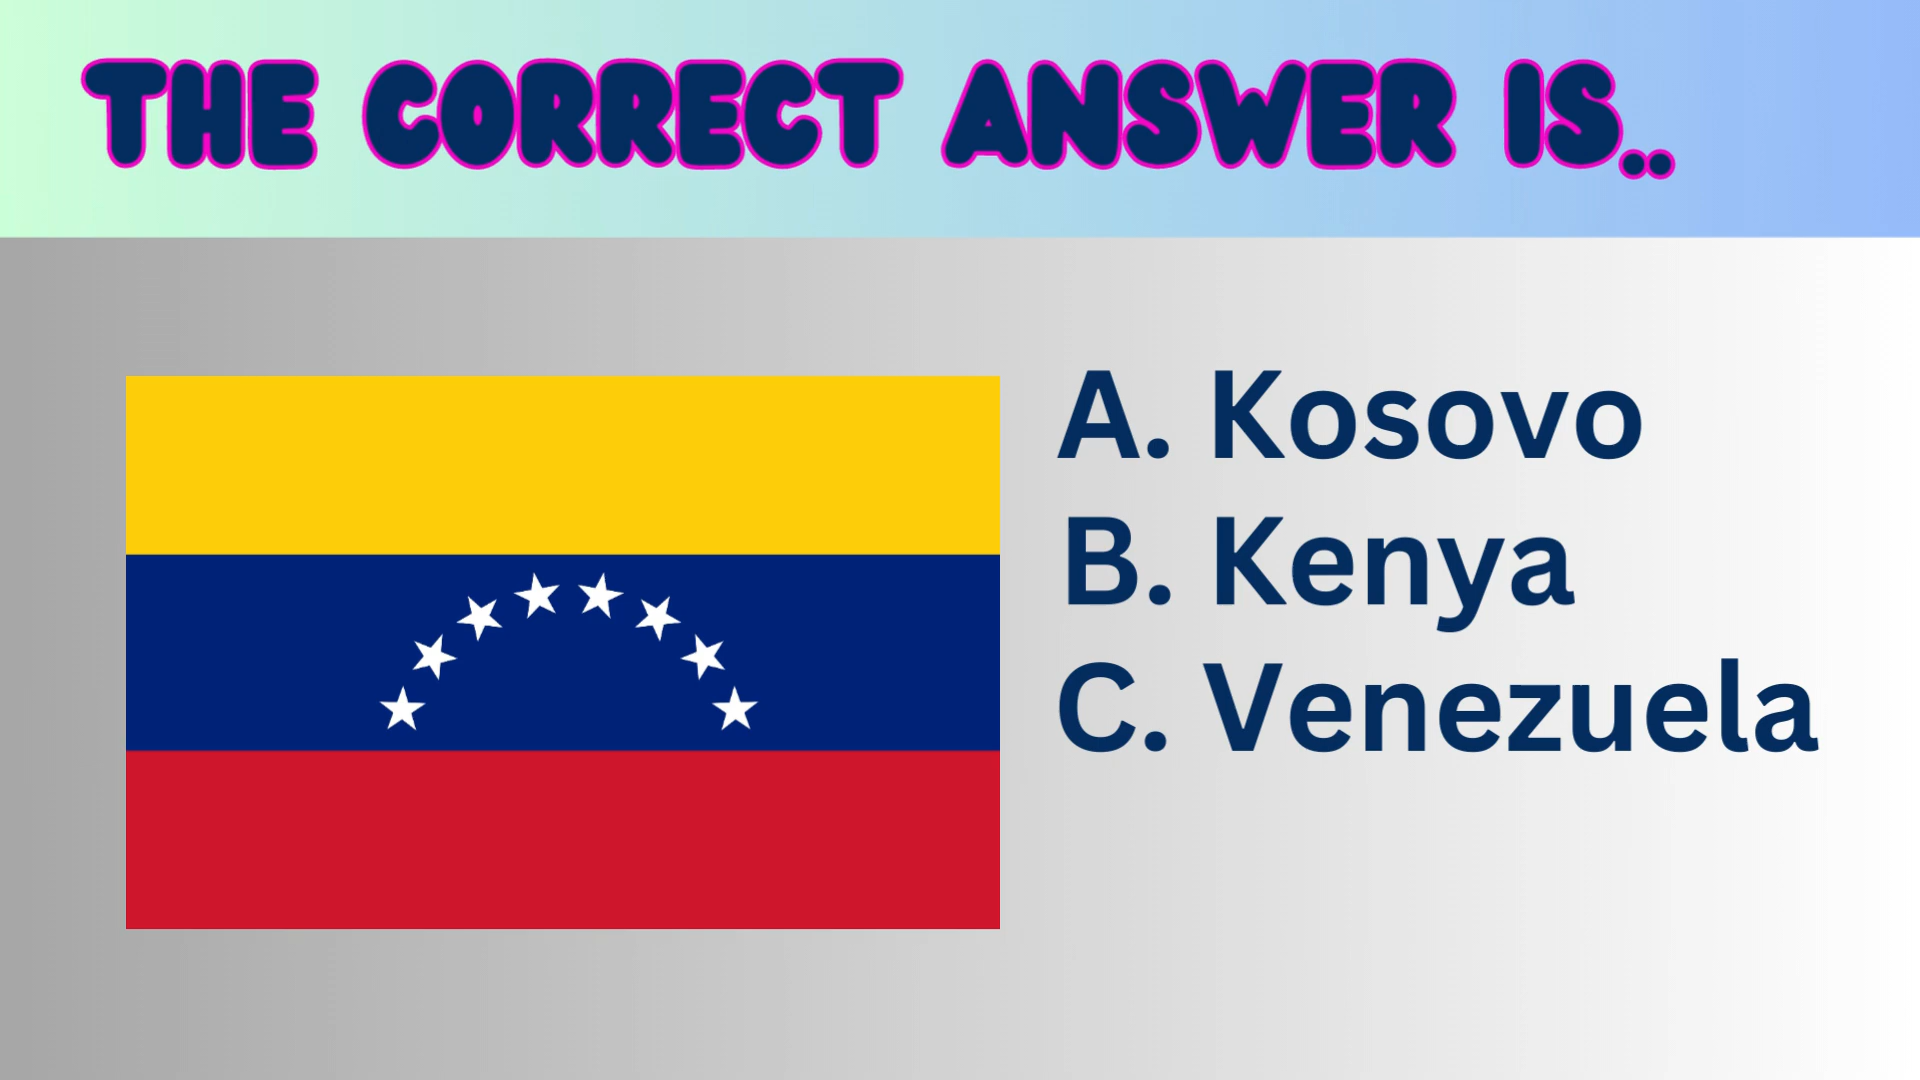 THE CORRECT ANSWER IS..
A. Kosovo
B. Kenya
C. Venezuela